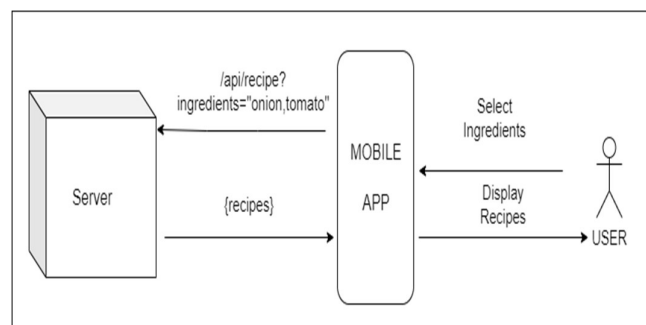 /api/recipe?
ingredients="onion,tomato"
Select
Ingredients
MOBILE
APP
Server
{recipes}
Display
Recipes
USER